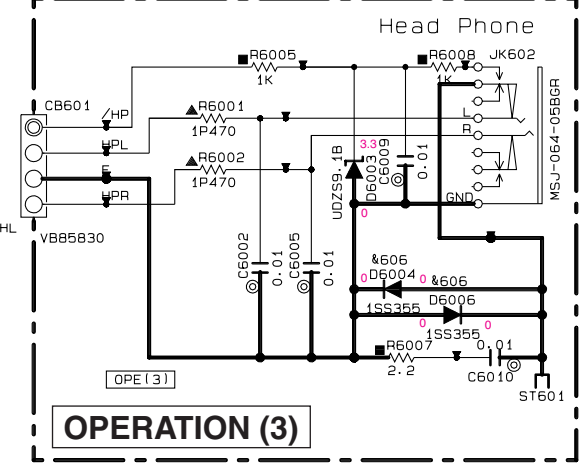 Head Phone
R6005
1K
R6008
1K
JK602
MSJ-064-05BGR
CB601
/HP
HPL
E
HPR
HL
VB85830
R6001
1P470
R6002
1P470
L
R
GND
UDZS9.1B
D6003
3.3
0
C6009
0.01
C6002
0.01
C6005
0.01
&606
D6004
0
0
1SS355
&606
D6006
1SS355
0
0
R6007
2.2
0.01
C6010
ST601
OPE(3)
OPERATION (3)